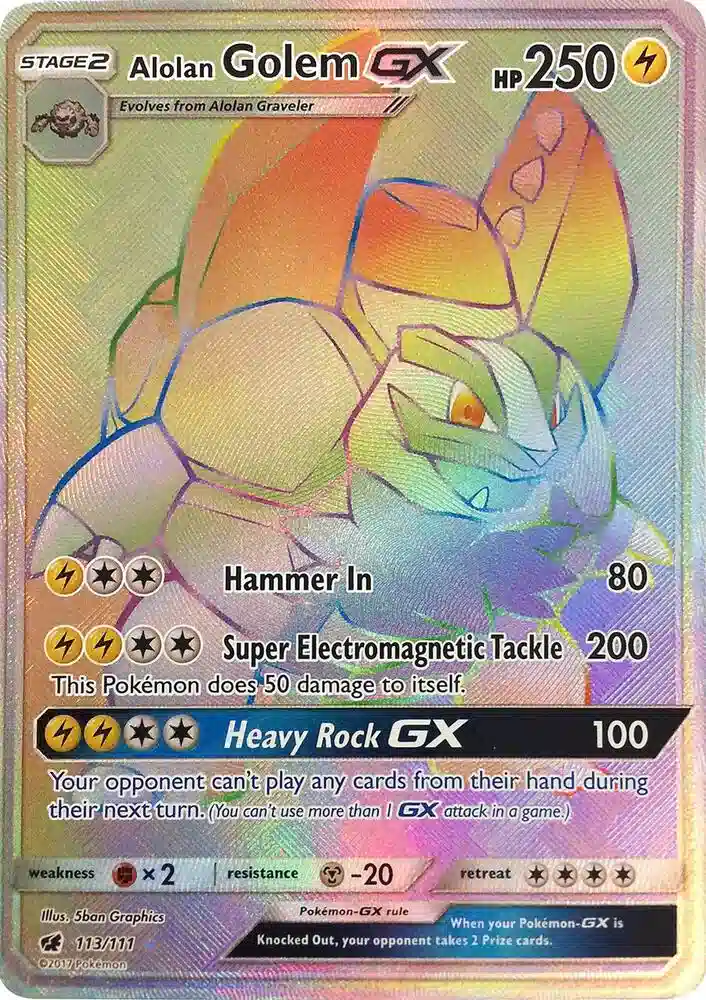 STAGE 2 Alolan Golem GX HP 250
Evolves from Alolan Graveler
Hammer In 80
Super Electromagnetic Tackle 200
This Pokémon does 50 damage to itself.
Heavy Rock GX 100
Your opponent can't play any cards from their hand during
their next turn. (You can't use more than 1 GX attack in a game.)
weakness × 2 resistance -20 retreat
Illus. 5ban Graphics
113/111
©2017 Pokémon
Pokémon-GX rule
When your Pokémon-GX is
Knocked Out, your opponent takes 2 Prize cards.